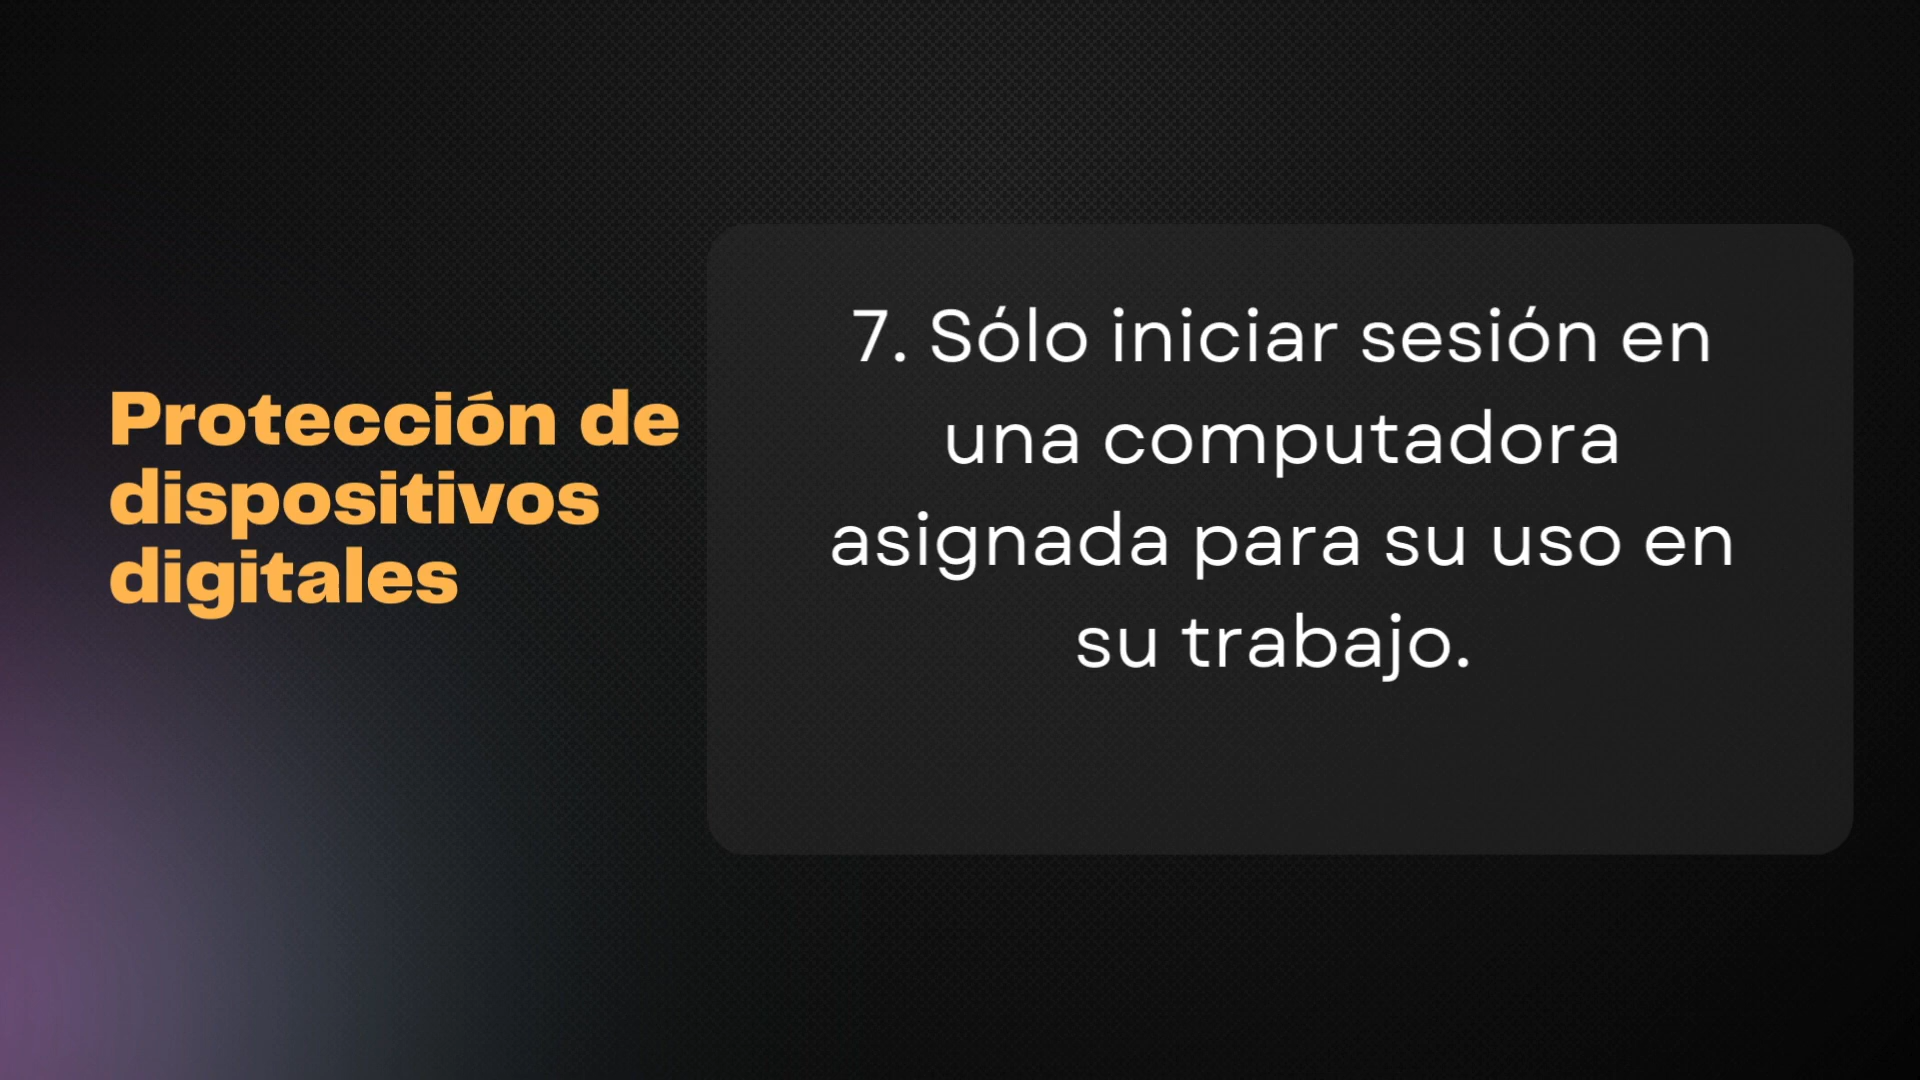 Protección de
dispositivos
digitales
7. Sólo iniciar sesión en
una computadora
asignada para su uso en
su trabajo.